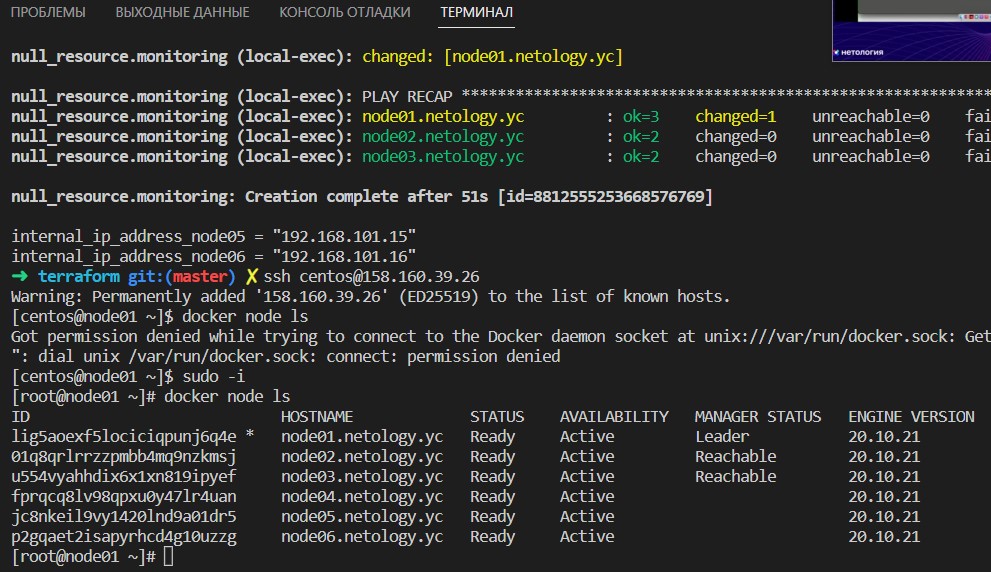 ПРОБЛЕМЫ ВЫХОДНЫЕ ДАННЫЕ КОНСОЛЬ ОТЛАДКИ ТЕРМИНАЛ
нетология
null_resource.monitoring (local-exec): changed: [node01.netology.yc]
null_resource.monitoring (local-exec): PLAY RECAP ***********************************************************
null_resource.monitoring (local-exec): node01.netology.yc : ok=3 changed=1 unreachable=0 fai
null_resource.monitoring (local-exec): node02.netology.yc : ok=2 changed=0 unreachable=0 fai
null_resource.monitoring (local-exec): node03.netology.yc : ok=2 changed=0 unreachable=0 fai
null_resource.monitoring: Creation complete after 51s [id=8812555253668576769]
internal_ip_address_node05 = "192.168.101.15"
internal_ip_address_node06 = "192.168.101.16"
➜ terraform git:(master) ✗ ssh centos@158.160.39.26
Warning: Permanently added '158.160.39.26' (ED25519) to the list of known hosts.
[centos@node01 ~]$ docker node ls
Got permission denied while trying to connect to the Docker daemon socket at unix:///var/run/docker.sock: Get
": dial unix /var/run/docker.sock: connect: permission denied
[centos@node01 ~]$ sudo -i
[root@node01 ~]# docker node ls
ID HOSTNAME STATUS AVAILABILITY MANAGER STATUS ENGINE VERSION
lig5aoexf5lociciqpunj6q4e * node01.netology.yc Ready Active Leader 20.10.21
01q8qrlrrzzpmbb4mq9nzkmsj node02.netology.yc Ready Active Reachable 20.10.21
u554vyahhdix6x1xn819ipyef node03.netology.yc Ready Active Reachable 20.10.21
fprqcq8lv98qpxu0y47lr4uan node04.netology.yc Ready Active 20.10.21
jc8nkeil9vy1420lnd9a01dr5 node05.netology.yc Ready Active 20.10.21
p2gqaet2isapyrhcd4g10uzzg node06.netology.yc Ready Active 20.10.21
[root@node01 ~]#